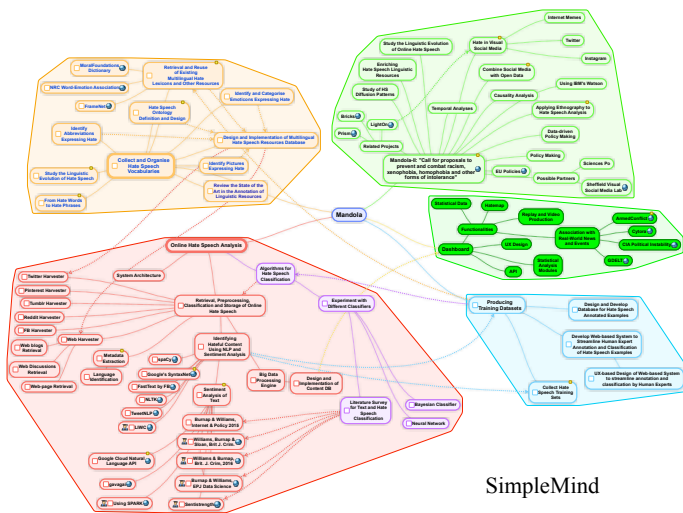 MoralFoundations
Dictionary
NRC Word-Emotion Association
FrameNet
Retrieval and Reuse
of Existing
Multilingual Hate
Lexicons and Other Resources
Identify and Categorise
Emoticons Expressing Hate
Hate Speech
Ontology
Definition and Design
Identify
Abbreviations
Expressing Hate
Design and Implementation of Multilingual
Hate Speech Resources Database
Collect and Organise
Hate Speech
Vocabularies
Identify Pictures
Expressing Hate
Study the Linguistic
Evolution of Hate Speech
From Hate Words
to Hate Phrases
Review the State of the
Art in the Annotation of
Linguistic Resources
Internet Memes
Study the Linguistic Evolution
of Online Hate Speech
Hate in Visual
Social Media
Twitter
Instagram
Enriching
Hate Speech Linguistic
Resources
Combine Social Media
with Open Data
Study of HS
Diffusion Patterns
Causality Analysis
Using IBM's Watson
Temporal Analyses
Applying Ethnography to
Hate Speech Analysis
Bricks
LightOn
Prism
Related Projects
Data-driven
Policy Making
Mandola-II: "Call for proposals to
prevent and combat racism,
xenophobia, homophobia and other
forms of intolerance"
Policy Making
EU Policies
Sciences Po
Possible Partners
Sheffield Visual
Social Media Lab
Mandola
Statistical Data
Heatmap
Replay and Video
Production
Functionalities
Association with
Real-World News
and Events
ArmedConflict
Cytora
CIA Political Instability
GDELT
Dashboard
UX Design
Statistical
Analysis
Modules
API
Online Hate Speech Analysis
System Architecture
Algorithms for
Hate Speech
Classification
Twitter Harvester
Pinterest Harvester
Tumblr Harvester
Reddit Harvester
FB Harvester
Web blogs
Retrieval
Web Harvester
Web Discussions
Retrieval
Web-page Retrieval
Retrieval, Preprocessing,
Classification and Storage of Online
Hate Speech
Experiment with
Different Classifiers
Identifying
Hateful Content
Using NLP and
Sentiment Analysis
Metadata
Extraction
Language
Identification
spaCy
Google's SyntaxNet
FastText by FB
NLTK
TweetNLP
LIWC
Sentiment
Analysis of
Text
Big Data
Processing
Engine
Design and
Implementation of
Content DB
Literature Survey
for Text and Hate
Speech
Classification
Bayesian Classifier
Neural Network
Burnap & Williams,
Internet & Policy 2015
Williams, Burnap &
Sloan, Brit J. Crim.
Google Cloud Natural
Language API
Williams & Burnap,
Brit. J. Crim, 2016
gavagai
Burnap & Williams,
EPJ Data Science
Using SPARK
Sentistrength
Producing
Training Datasets
Design and Develop
Database for Hate Speech
Annotated Examples
Develop Web-based System to
Streamline Human Expert
Annotation and Classification
of Hate Speech Examples
UX-based Design of Web-based System
to streamline annotation and
classification by Human Experts
Collect Hate
Speech Training
Sets
SimpleMind